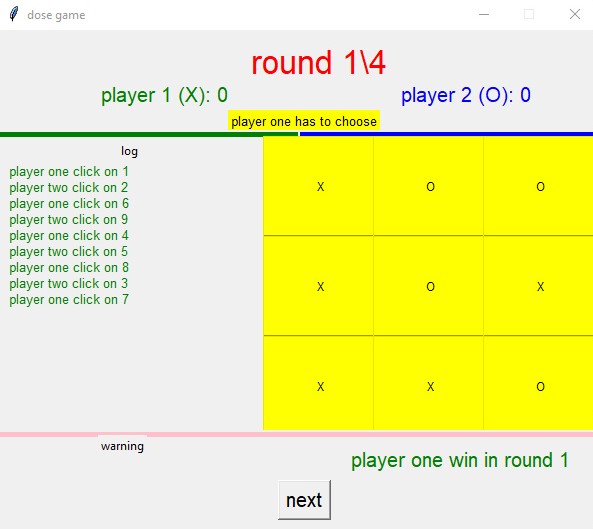 dose game
round 1\4
player 1 (X): 0 player 2 (O): 0
player one has to choose
log
player one click on 1
player two click on 2
player one click on 6
player two click on 9
player one click on 4
player two click on 5
player one click on 8
player two click on 3
player one click on 7
X O O
X O X
X X O
warning
player one win in round 1
next